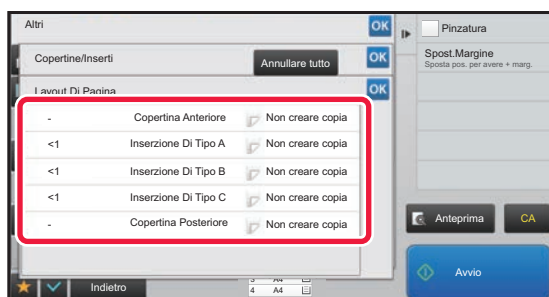 Altri
OK
Pinzatura
Copertine/Inserti
Annullare tutto
OK
Spost.Margine
Sposta pos. per avere + marg.
Layout Di Pagina
OK
- Copertina Anteriore Non creare copia
<1 Inserzione Di Tipo A Non creare copia
<1 Inserzione Di Tipo B Non creare copia
<1 Inserzione Di Tipo C Non creare copia
- Copertina Posteriore Non creare copia
Anteprima
CA
Indietro
3 A4
4 A4
Avvio